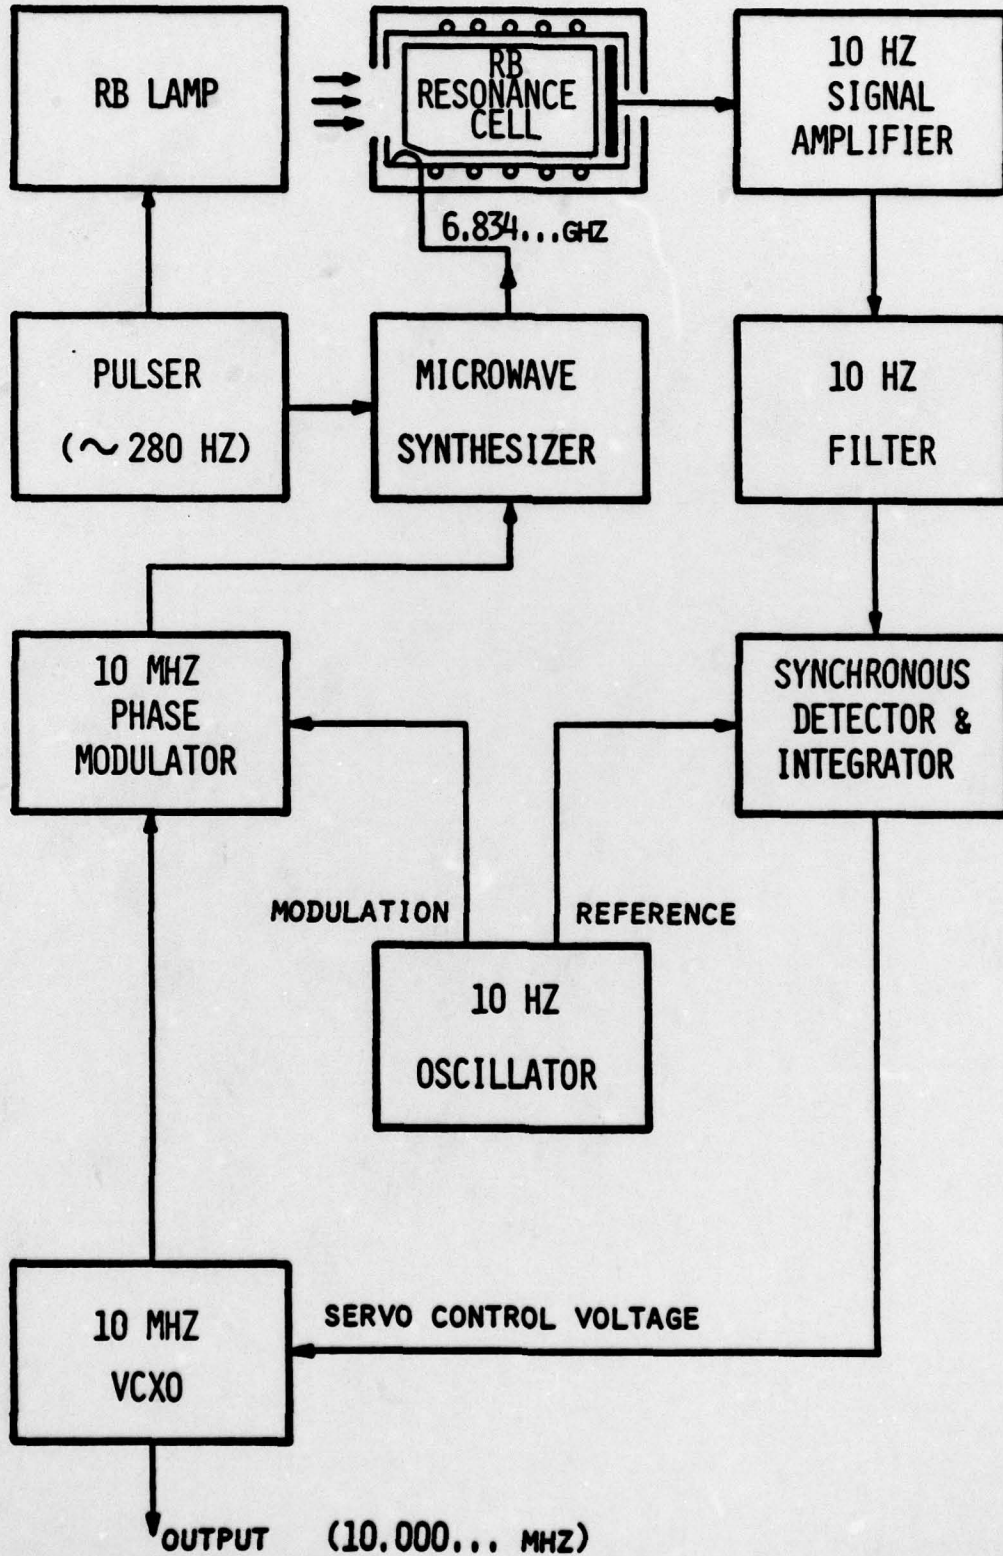 RB LAMP
RB
RESONANCE
CELL
10 HZ
SIGNAL
AMPLIFIER
6.834...GHZ
PULSER
(~ 280 HZ)
MICROWAVE
SYNTHESIZER
10 HZ
FILTER
10 MHZ
PHASE
MODULATOR
SYNCHRONOUS
DETECTOR &
INTEGRATOR
MODULATION
REFERENCE
10 HZ
OSCILLATOR
10 MHZ
VCXO
SERVO CONTROL VOLTAGE
OUTPUT (10.000... MHZ)